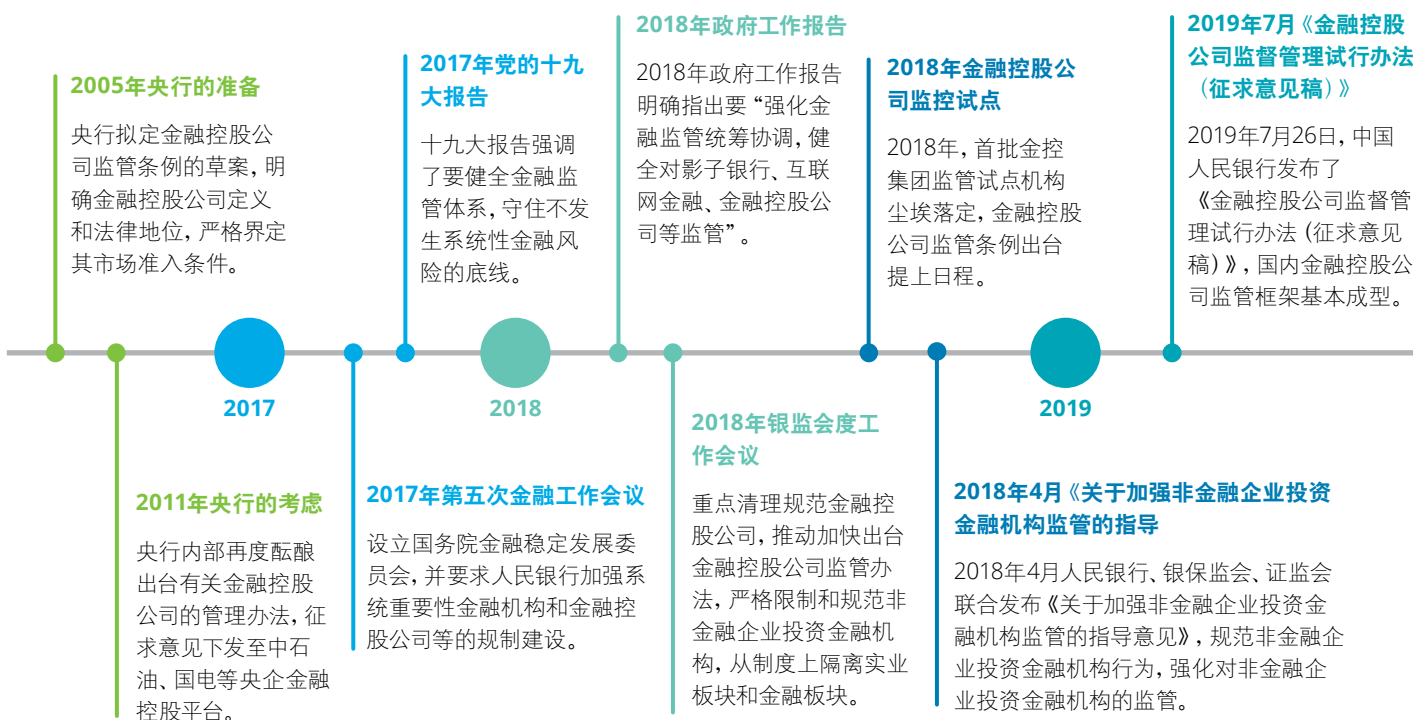 2005年央行的准备
央行拟定金融控股公
司监管条例的草案，明
确金融控股公司定义
和法律地位，严格界定
其市场准入条件。
2017年党的十九
大报告
十九大报告强调
了要健全金融监
管体系，守住不发
生系统性金融风
险的底线。
2018年政府工作报告
2018年政府工作报告
明确指出要“强化金
融监管统筹协调，健
全对影子银行、互联
网金融、金融控股公
司等监管”。
2018年金融控股公
司监控试点
2018年，首批金控
集团监管试点机构
尘埃落定，金融控股
公司监管条例出台
提上日程。
2019年7月《金融控股
公司监督管理试行办法
（征求意见稿）》
2019年7月26日，中国
人民银行发布了
《金融控股公司监督管
理试行办法（征求意见
稿）》，国内金融控股公
司监管框架基本成型。
2017
2018
2019
2011年央行的考虑
央行内部再度酝酿
出台有关金融控股
公司的管理办法，征
求意见下发至中石
油、国电等央企金融
控股平台。
2017年第五次金融工作会议
设立国务院金融稳定发展委
员会，并要求人民银行加强系
统重要性金融机构和金融控
股公司等的规制建设。
2018年银监会度工
作会议
重点清理规范金融控
股公司，推动加快出台
金融控股公司监管办
法，严格限制和规范非
金融企业投资金融机
构，从制度上隔离实业
板块和金融板块。
2018年4月《关于加强非金融企业投资
金融机构监管的指导
2018年4月人民银行、银保监会、证监会
联合发布《关于加强非金融企业投资金
融机构监管的指导意见》，规范非金融企
业投资金融机构行为，强化对非金融企
业投资金融机构的监管。